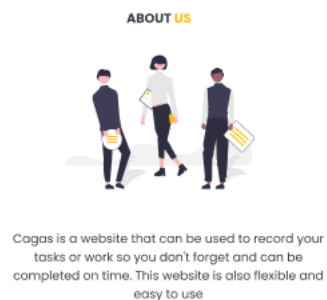 ABOUT US
Cagas is a website that can be used to record your
tasks or work so you don't forget and can be
completed on time. This website is also flexible and
easy to use